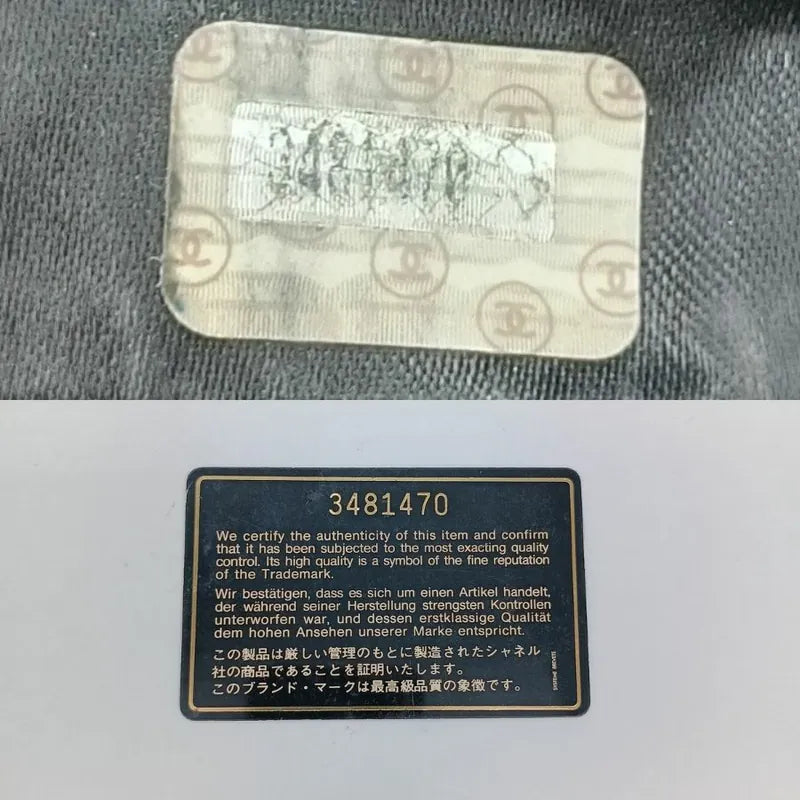 3481470
We certify the authenticity of this item and confirm
that it has been subjected to the most exacting quality
control. Its high quality is a symbol of the fine reputation
of the Trademark.
Wir bestätigen, dass es sich um einen Artikel handelt,
der während seiner Herstellung strengsten Kontrollen
unterworfen war, und dessen erstklassige Qualität
dem hohen Ansehen unserer Marke entspricht.
この製品は厳しい管理のもとに製造されたシャネル
社の商品であることを証明いたします。
このブランド・マークは最高級品質の象徴です。